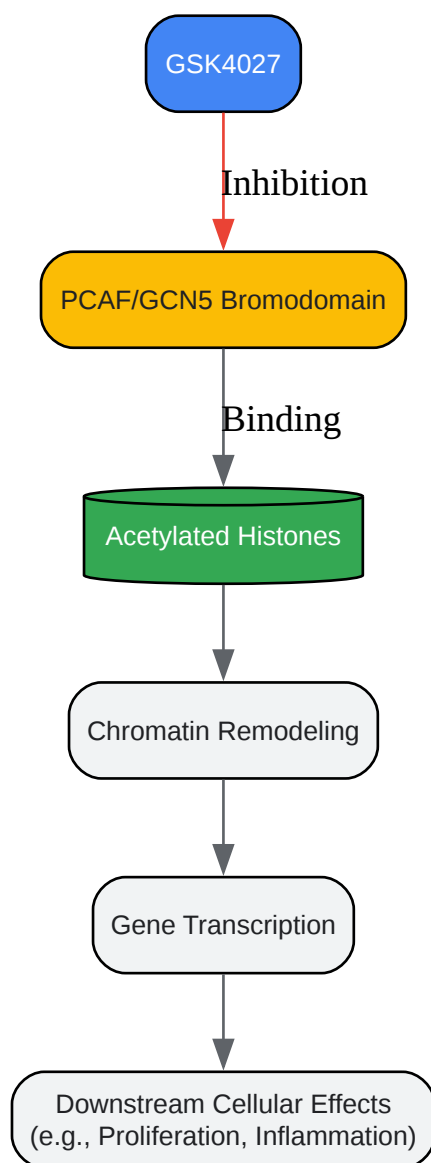 GSK4027
Inhibition
PCAF/GCN5 Bromodomain
Binding
Acetylated Histones
Chromatin Remodeling
Gene Transcription
Downstream Cellular Effects
(e.g., Proliferation, Inflammation)